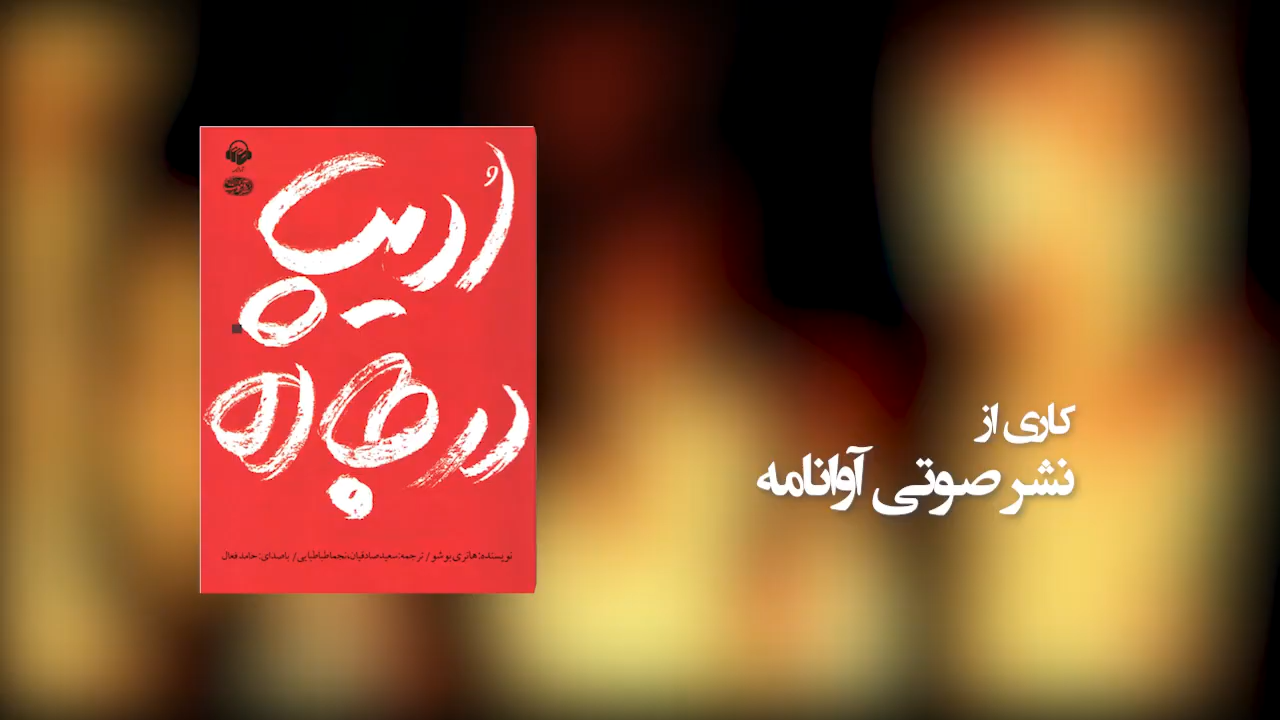 اُدیپ
در جاده
نویسنده: هانری بوشو / ترجمه: سعید صادقیان، نجما طباطبایی / با صدای: حامد فعال
کاری از
نشر صوتی آوانامه